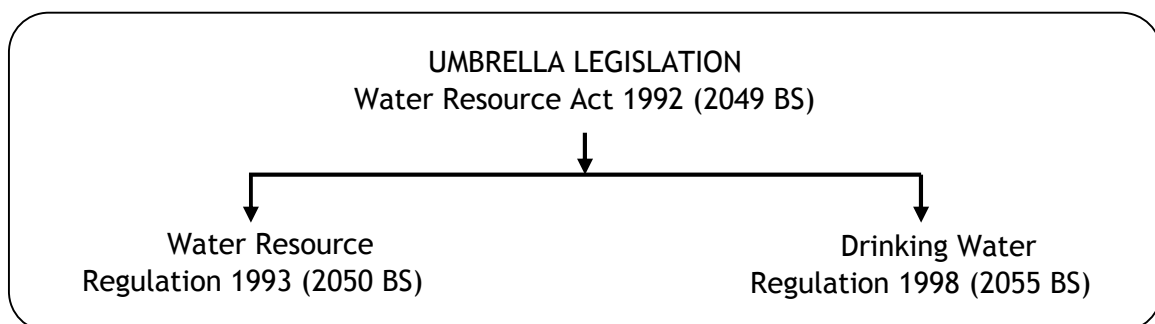 UMBRELLA LEGISLATION
Water Resource Act 1992 (2049 BS)
Water Resource
Regulation 1993 (2050 BS)
Drinking Water
Regulation 1998 (2055 BS)